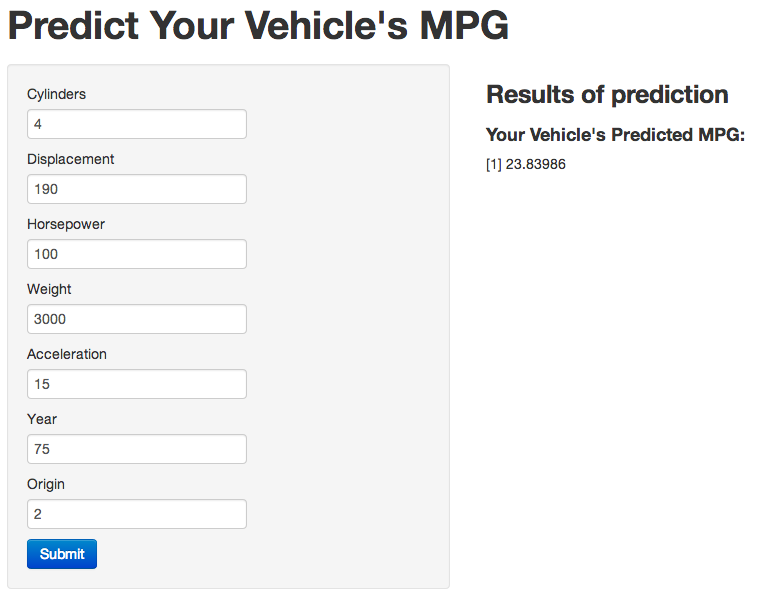 Predict Your Vehicle's MPG
Cylinders
4
Displacement
190
Horsepower
100
Weight
3000
Acceleration
15
Year
75
Origin
2
Submit
Results of prediction
Your Vehicle's Predicted MPG:
[1] 23.83986